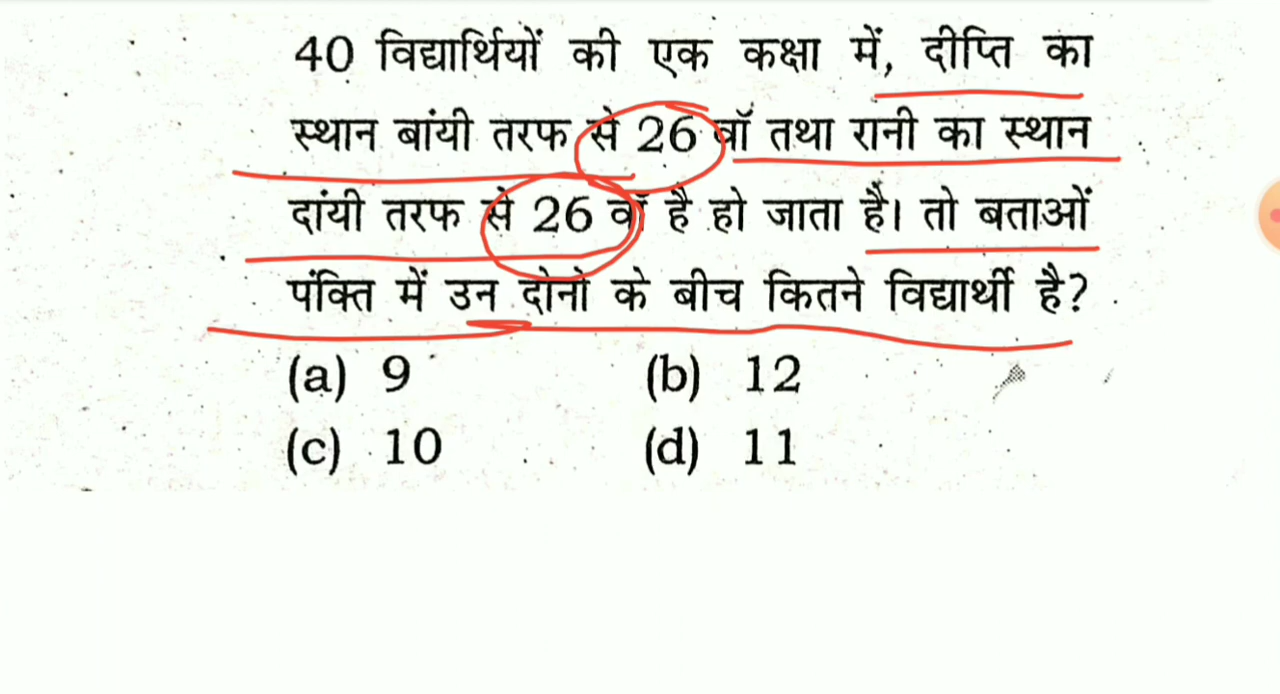 40 विद्यार्थियों की एक कक्षा में, दीप्ति का
स्थान बांयी तरफ से 26 वॉ तथा रानी का स्थान
दांयी तरफ से 26 वॉ है हो जाता है। तो बताओं
पंक्ति में उन दोनो के बीच कितने विद्यार्थी है?
(a) 9 (b) 12
(c) 10 (d) 11